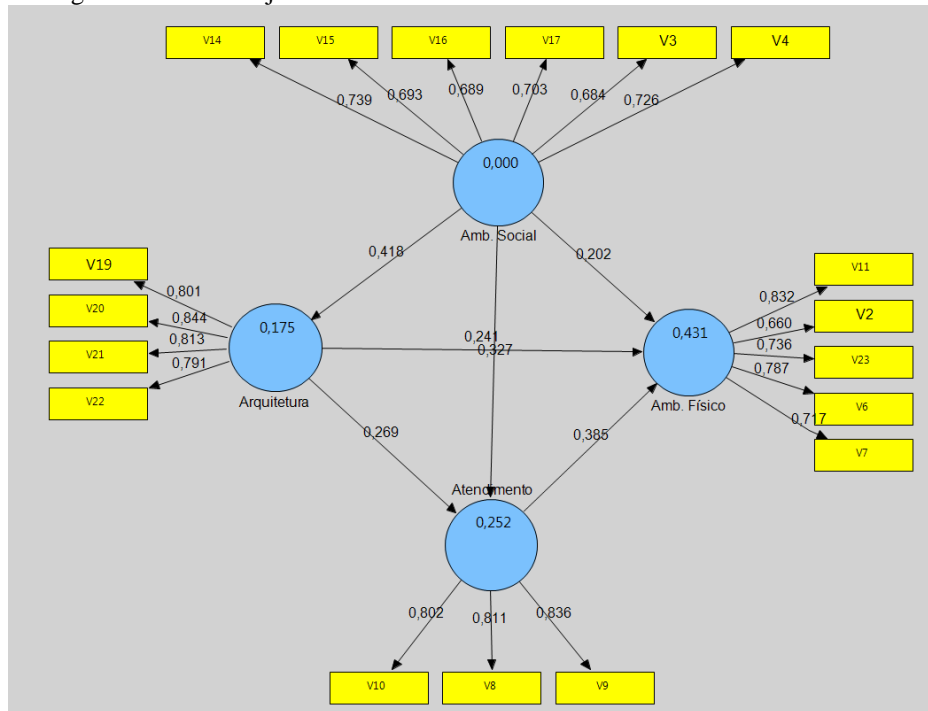 V14 V15 V16 V17 V3 V4
0,739 0,693 0,689 0,703 0,684 0,726
0,000
Amb. Social
0,418 0,202
V19
0,801
V20
0,844
V21
0,813
V22
0,791
0,175
Arquitetura
0,241
0,327
0,431
Amb. Físico
V11
0,832
V2
0,660
V23
0,736
V6
0,787
V7
0,717
0,269 0,385
Atendimento
0,252
0,802 0,811 0,836
V10 V8 V9